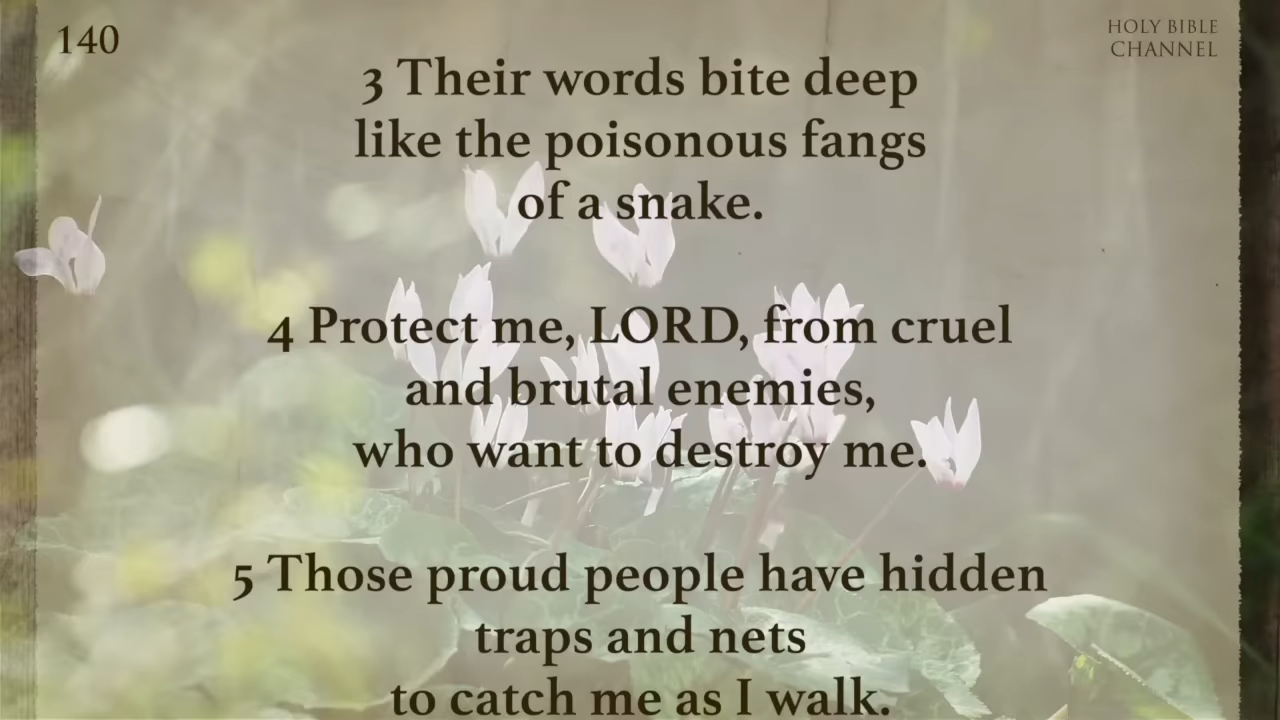 140
HOLY BIBLE
CHANNEL
3 Their words bite deep
like the poisonous fangs
of a snake.
4 Protect me, LORD, from cruel
and brutal enemies,
who want to destroy me.
5 Those proud people have hidden
traps and nets
to catch me as I walk.